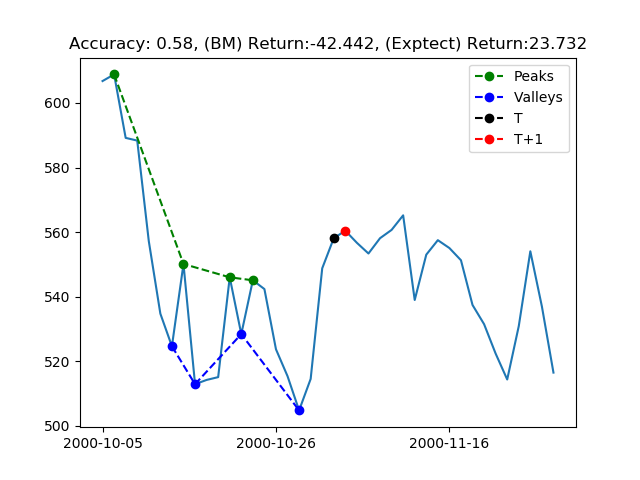 Accuracy: 0.58, (BM) Return:-42.442, (Exptect) Return:23.732
Peaks
Valleys
T
T+1
600
580
560
540
520
500
2000-10-05
2000-10-26
2000-11-16